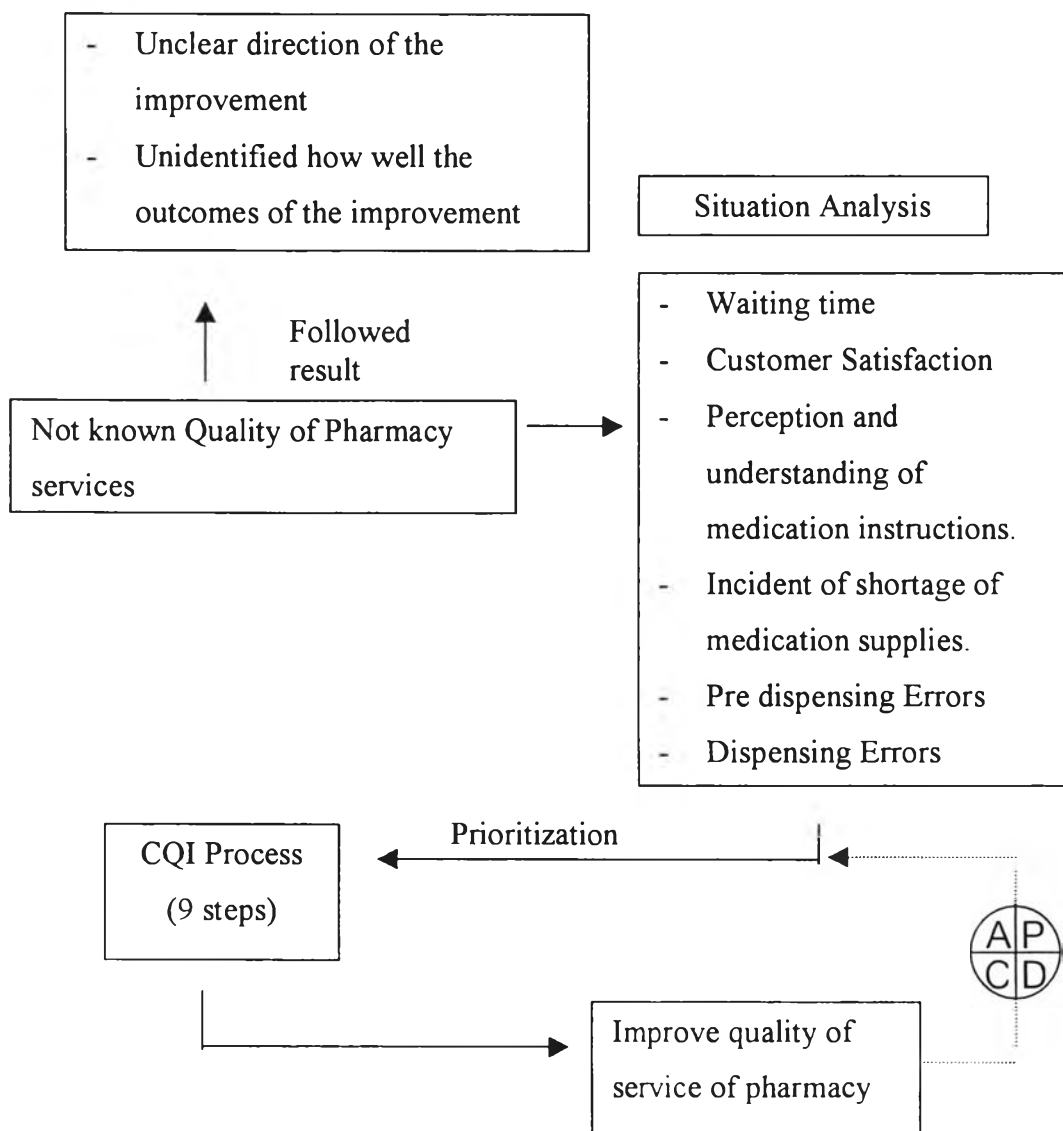 - Unclear direction of the
improvement
- Unidentified how well the
outcomes of the improvement
Situation Analysis
- Waiting time
- Customer Satisfaction
- Perception and
understanding of
medication instructions.
- Incident of shortage of
medication supplies.
- Pre dispensing Errors
- Dispensing Errors
Followed
result
Not known Quality of Pharmacy
services
Prioritization
CQI Process
(9 steps)
A P
C D
Improve quality of
service of pharmacy